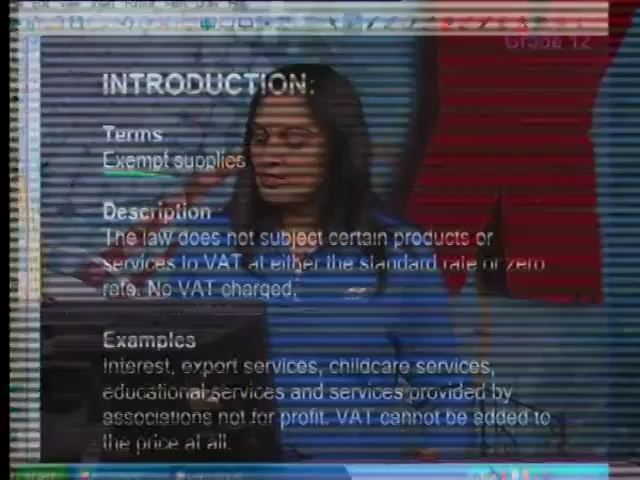 Grade 12
INTRODUCTION:
Terms
Exempt supplies
Description
The law does not subject certain products or
services to VAT at either the standard rate or zero
rate. No VAT charged.
Examples
Interest, export services, childcare services,
educational services and services provided by
associations not for profit. VAT cannot be added to
the price at all.